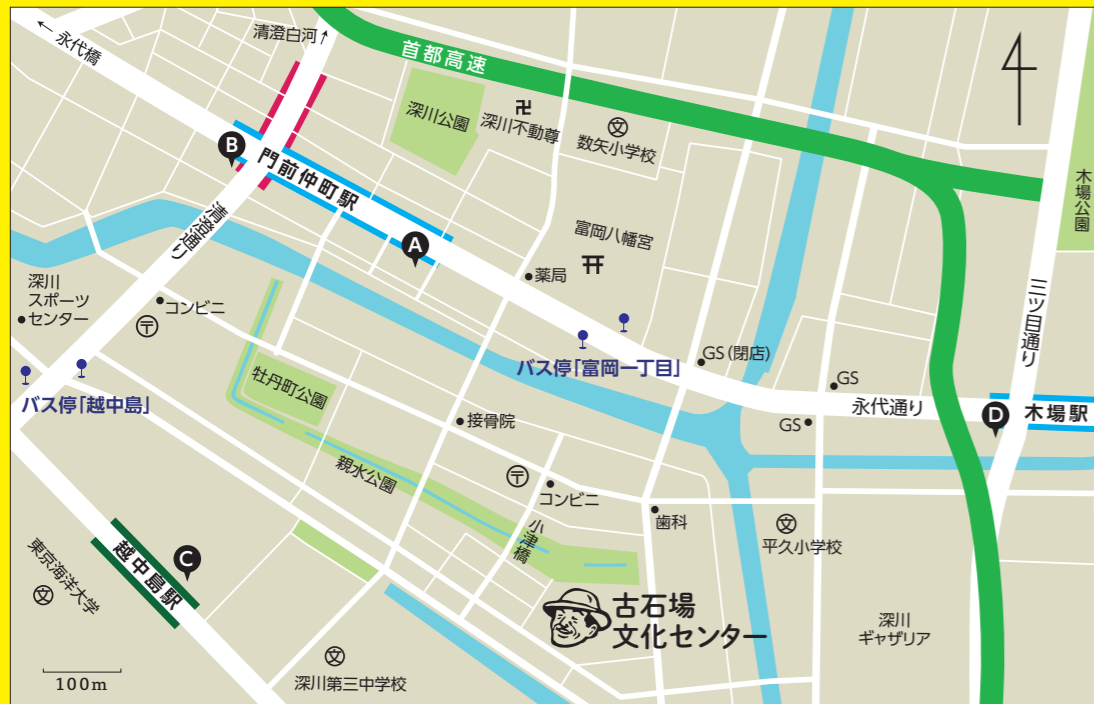 ← 永代橋
清澄白河↑
首都高速
深川公園
卍
深川不動尊
文
数矢小学校
木場公園
B
門前仲町駅
清澄通り
A
富岡八幡宮
薬局
三ツ目通り
深川
スポーツ
センター
コンビニ
〒
バス停「富岡一丁目」
GS(閉店)
GS
永代通り
GS
D
木場駅
バス停「越中島」
牡丹町公園
接骨院
親水公園
〒
コンビニ
小津橋
歯科
文
平久小学校
C
越中島駅
東京海洋大学
文
古石場
文化センター
深川
ギャザリア
文
深川第三中学校
100m